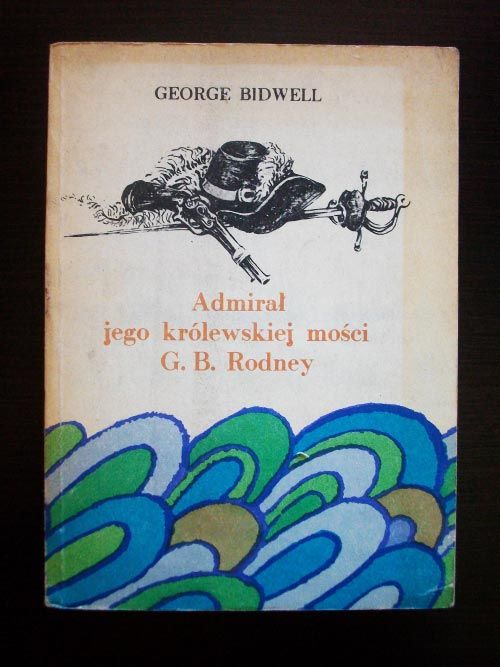 GEORGE BIDWELL
Admirał
jego królewskiej mości
G. B. Rodney